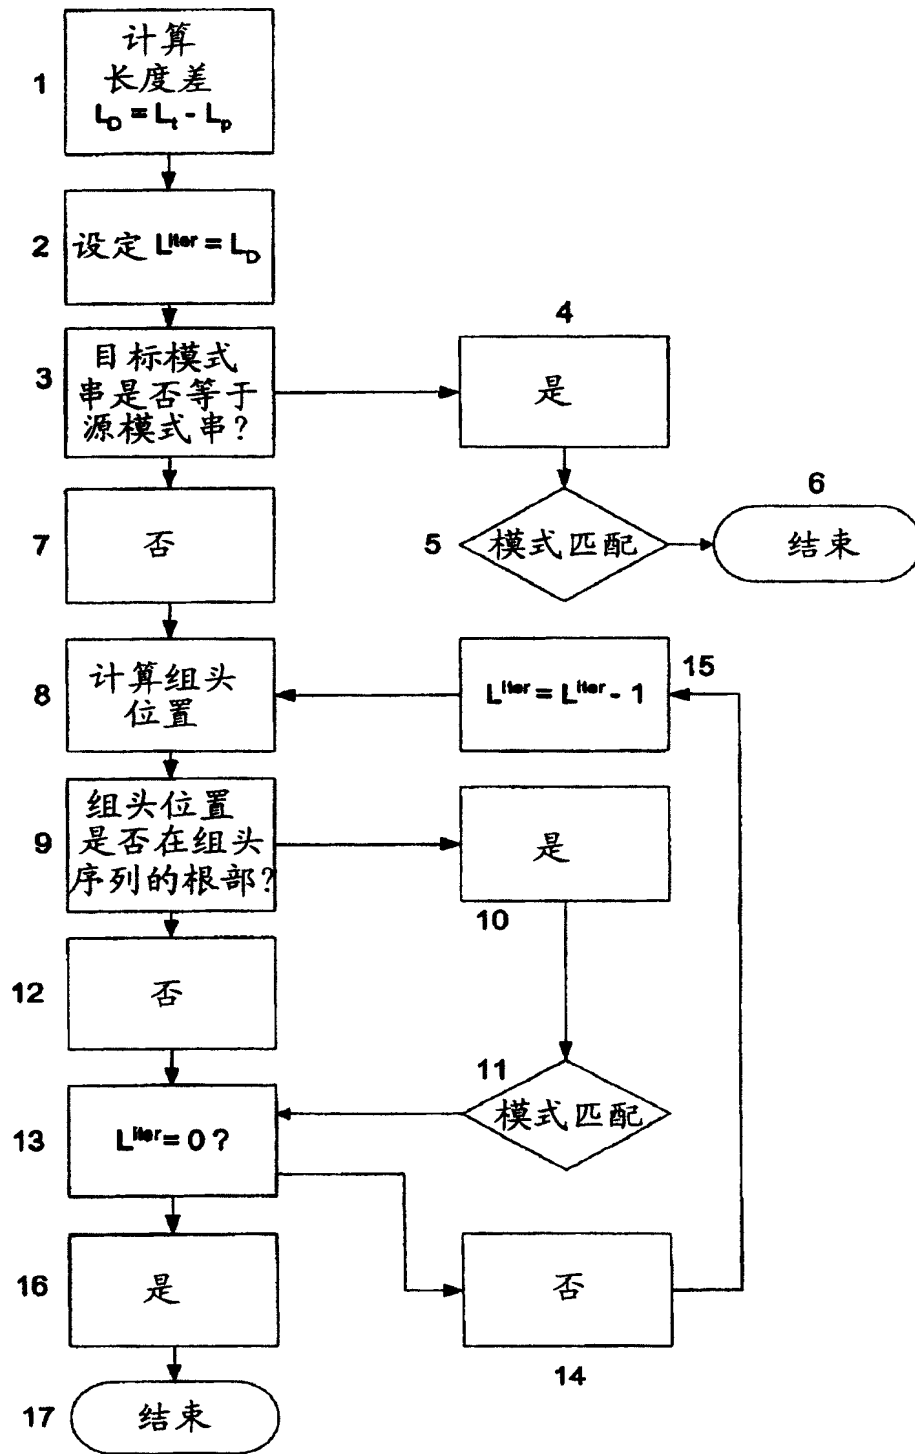 1
计算
长度差
L_D = L_t - L_p
2
设定 L^iter = L_D
3
目标模式
串是否等于
源模式串?
4
是
5
模式匹配
6
结束
7
否
8
计算组头
位置
15
L^iter = L^iter - 1
9
组头位置
是否在组头
序列的根部?
是
10
12
否
11
模式匹配
13
L^iter = 0 ?
16
是
否
14
17
结束